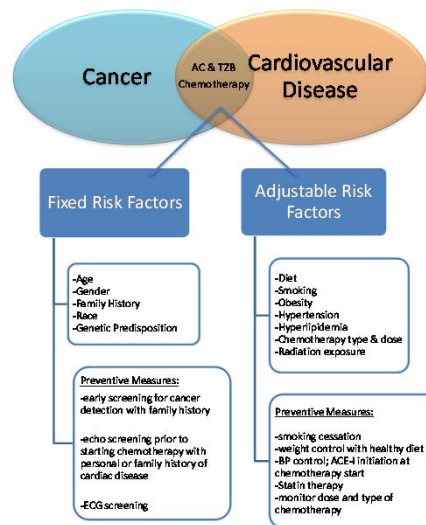 Cancer
AC & TZB
Chemotherapy
Cardiovascular
Disease
Fixed Risk Factors
Adjustable Risk
Factors
-Age
-Gender
-Family History
-Race
-Genetic Predisposition
-Diet
-Smoking
-Obesity
-Hypertension
-Hyperlipidemia
-Chemotherapy type & dose
-Radiation exposure
Preventive Measures:
-early screening for cancer
detection with family history
-echo screening prior to
starting chemotherapy with
personal or family history of
cardiac disease
-ECG screening
Preventive Measures:
-smoking cessation
-weight control with healthy diet
-BP control; ACE-I initiation at
chemotherapy start
-Statin therapy
-monitor dose and type of
chemotherapy